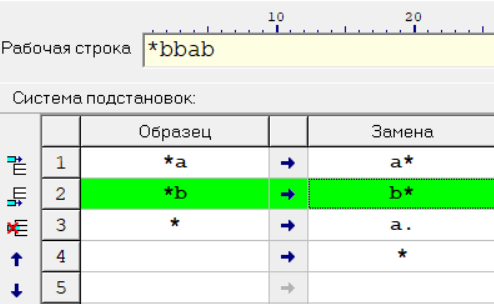 10 20
Рабочая строка *bbab
Система подстановок:
Образец Замена
1 *a → a*
2 *b → b*
3 * → a.
4 → *
5 →